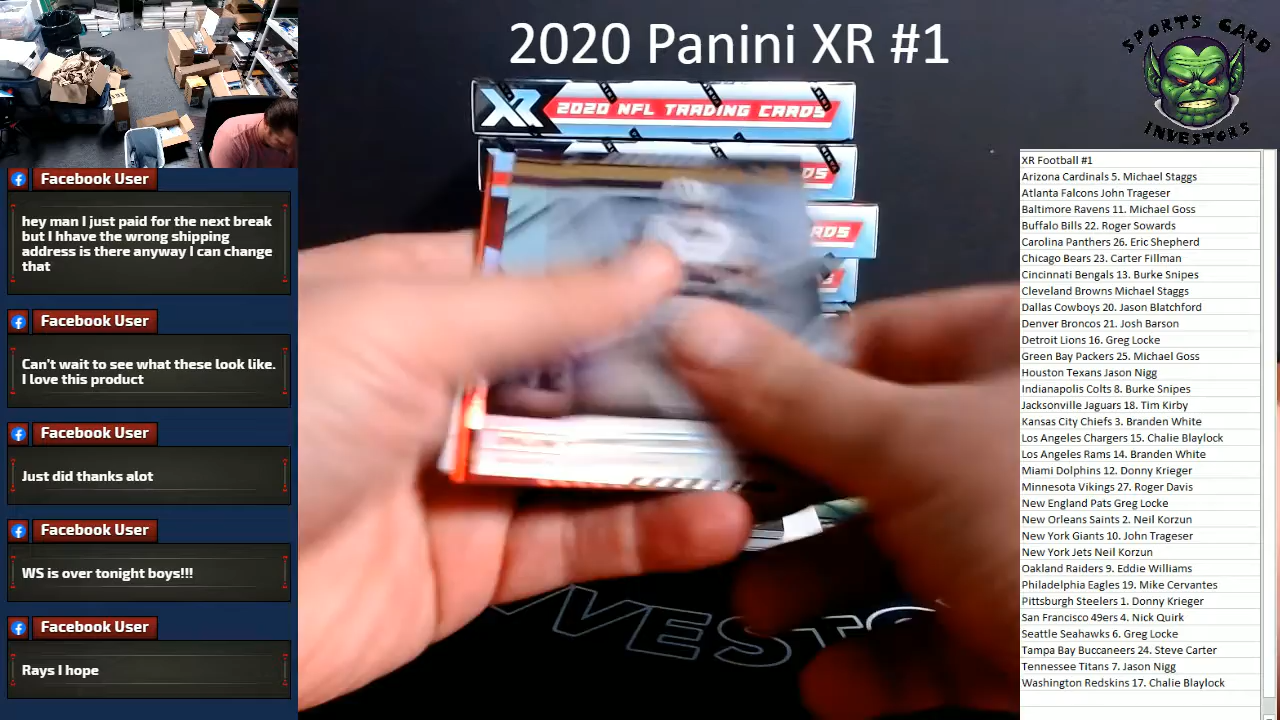 2020 Panini XR #1
SPORTS CARD
INVESTORS
XR 2020 NFL TRADING CARDS
Facebook User
hey man I just paid for the next break
but I hhave the wrong shipping
address is there anyway I can change
that
Facebook User
Can't wait to see what these look like.
I love this product
Facebook User
Just did thanks alot
Facebook User
WS is over tonight boys!!!
Facebook User
Rays I hope
XR Football #1
Arizona Cardinals 5. Michael Staggs
Atlanta Falcons John Trageser
Baltimore Ravens 11. Michael Goss
Buffalo Bills 22. Roger Sowards
Carolina Panthers 26. Eric Shepherd
Chicago Bears 23. Carter Fillman
Cincinnati Bengals 13. Burke Snipes
Cleveland Browns Michael Staggs
Dallas Cowboys 20. Jason Blatchford
Denver Broncos 21. Josh Barson
Detroit Lions 16. Greg Locke
Green Bay Packers 25. Michael Goss
Houston Texans Jason Nigg
Indianapolis Colts 8. Burke Snipes
Jacksonville Jaguars 18. Tim Kirby
Kansas City Chiefs 3. Branden White
Los Angeles Chargers 15. Chalie Blaylock
Los Angeles Rams 14. Branden White
Miami Dolphins 12. Donny Krieger
Minnesota Vikings 27. Roger Davis
New England Pats Greg Locke
New Orleans Saints 2. Neil Korzun
New York Giants 10. John Trageser
New York Jets Neil Korzun
Oakland Raiders 9. Eddie Williams
Philadelphia Eagles 19. Mike Cervantes
Pittsburgh Steelers 1. Donny Krieger
San Francisco 49ers 4. Nick Quirk
Seattle Seahawks 6. Greg Locke
Tampa Bay Buccaneers 24. Steve Carter
Tennessee Titans 7. Jason Nigg
Washington Redskins 17. Chalie Blaylock